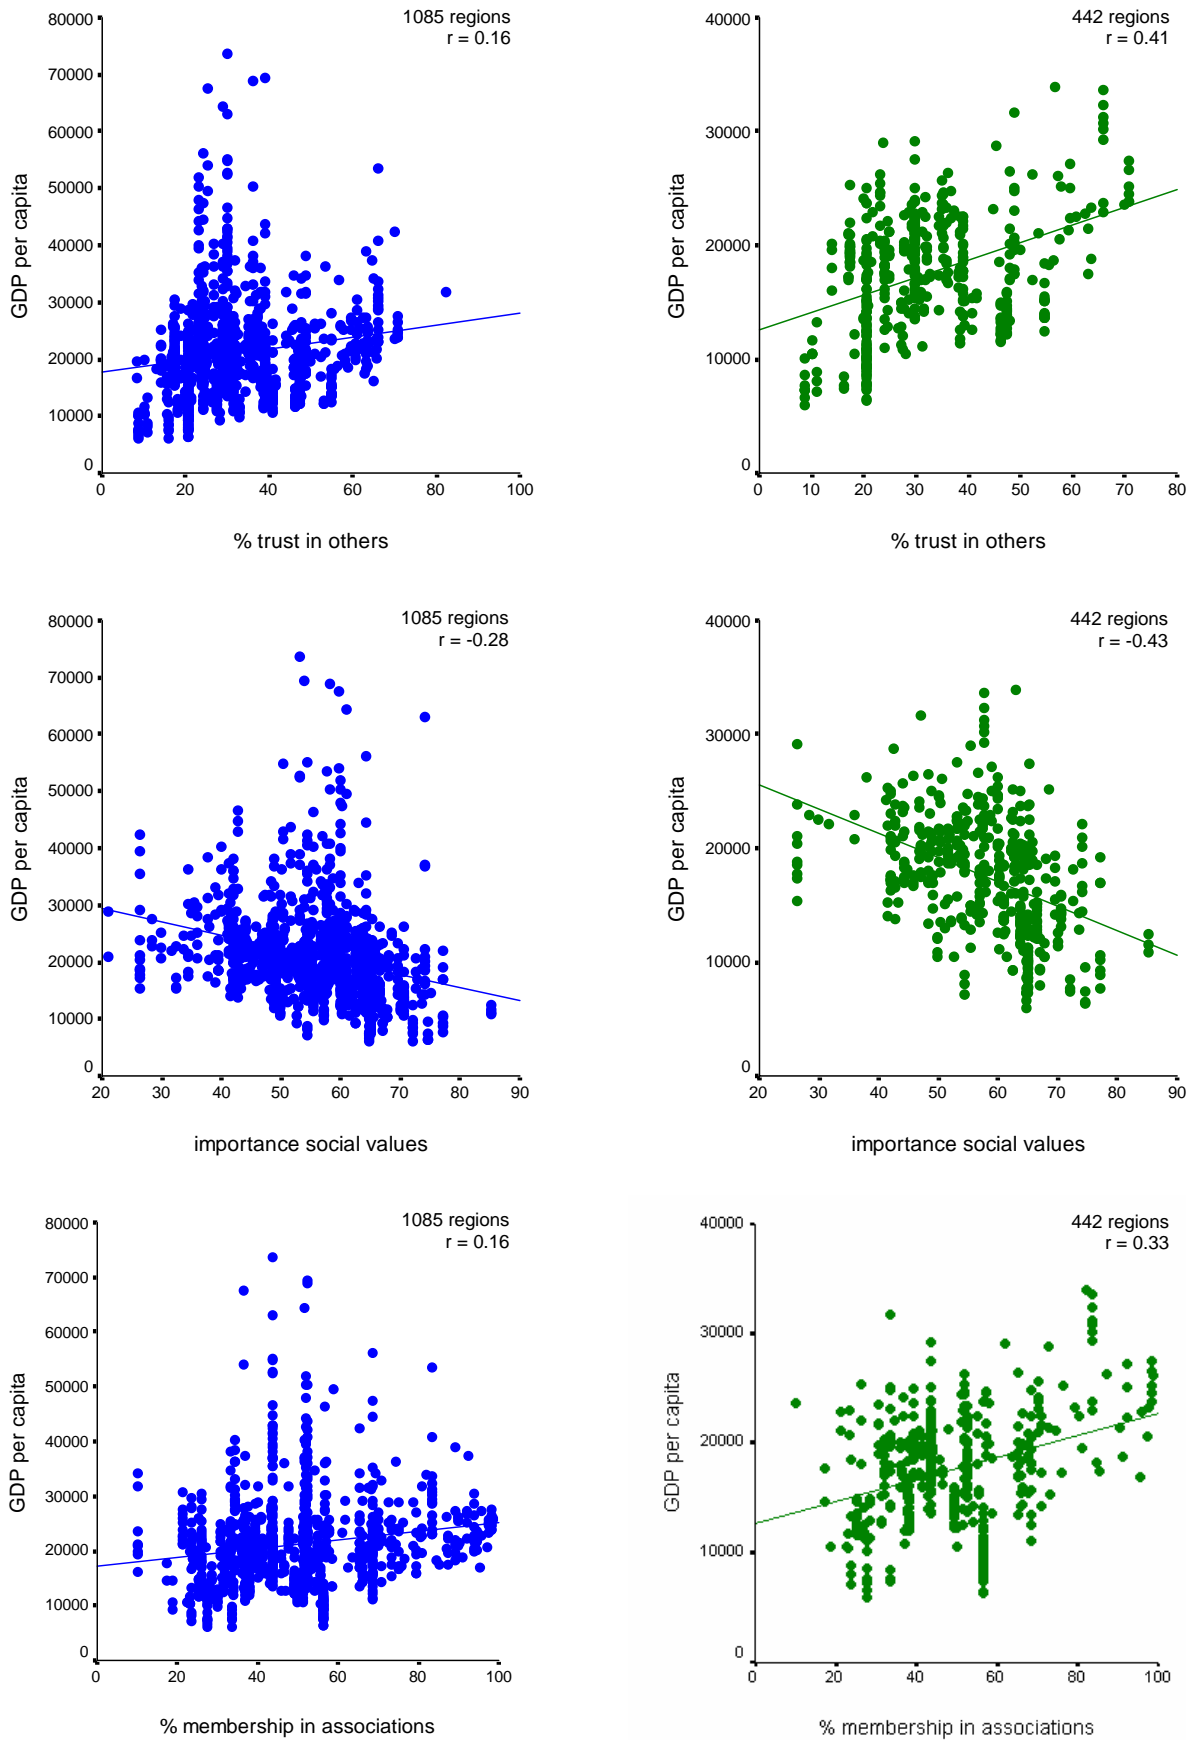 1085 regions
r = 0.16
80000
70000
60000
50000
40000
30000
20000
10000
0
GDP per capita
0 20 40 60 80 100
% trust in others
442 regions
r = 0.41
40000
30000
20000
10000
0
GDP per capita
0 10 20 30 40 50 60 70 80
% trust in others
1085 regions
r = -0.28
80000
70000
60000
50000
40000
30000
20000
10000
0
GDP per capita
20 30 40 50 60 70 80 90
importance social values
442 regions
r = -0.43
40000
30000
20000
10000
0
GDP per capita
20 30 40 50 60 70 80 90
importance social values
1085 regions
r = 0.16
80000
70000
60000
50000
40000
30000
20000
10000
0
GDP per capita
0 20 40 60 80 100
% membership in associations
442 regions
r = 0.33
40000
30000
20000
10000
0
GDP per capita
0 20 40 60 80 100
% membership in associations